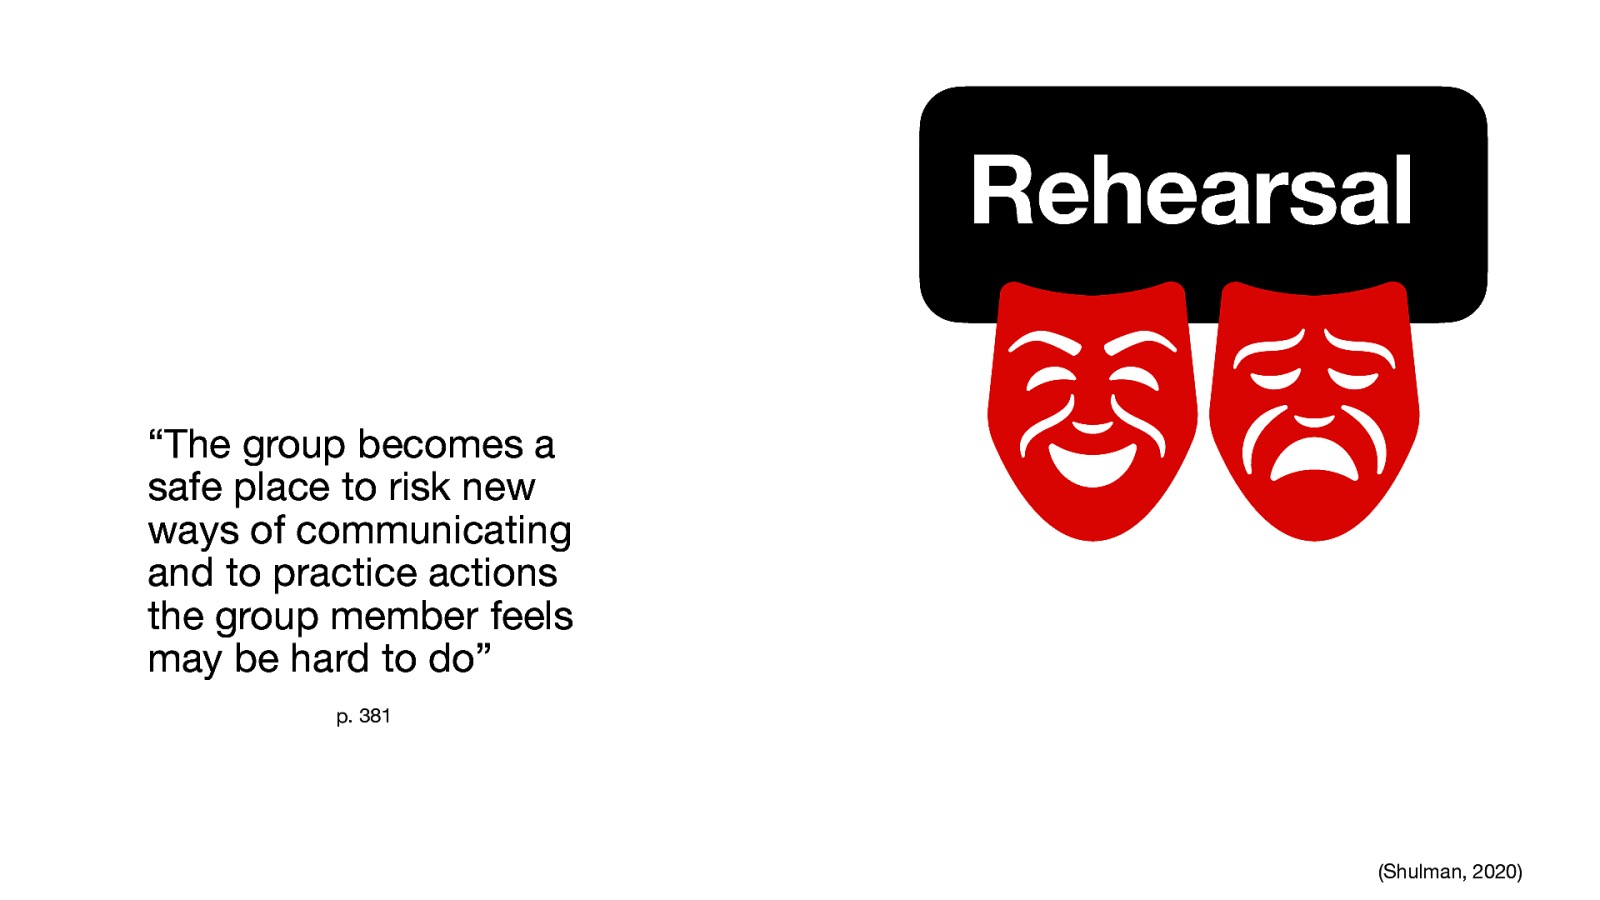 Rehearsal
“The group becomes a
safe place to risk new
ways of communicating
and to practice actions
the group member feels
may be hard to do”
p. 381
(Shulman, 2020)